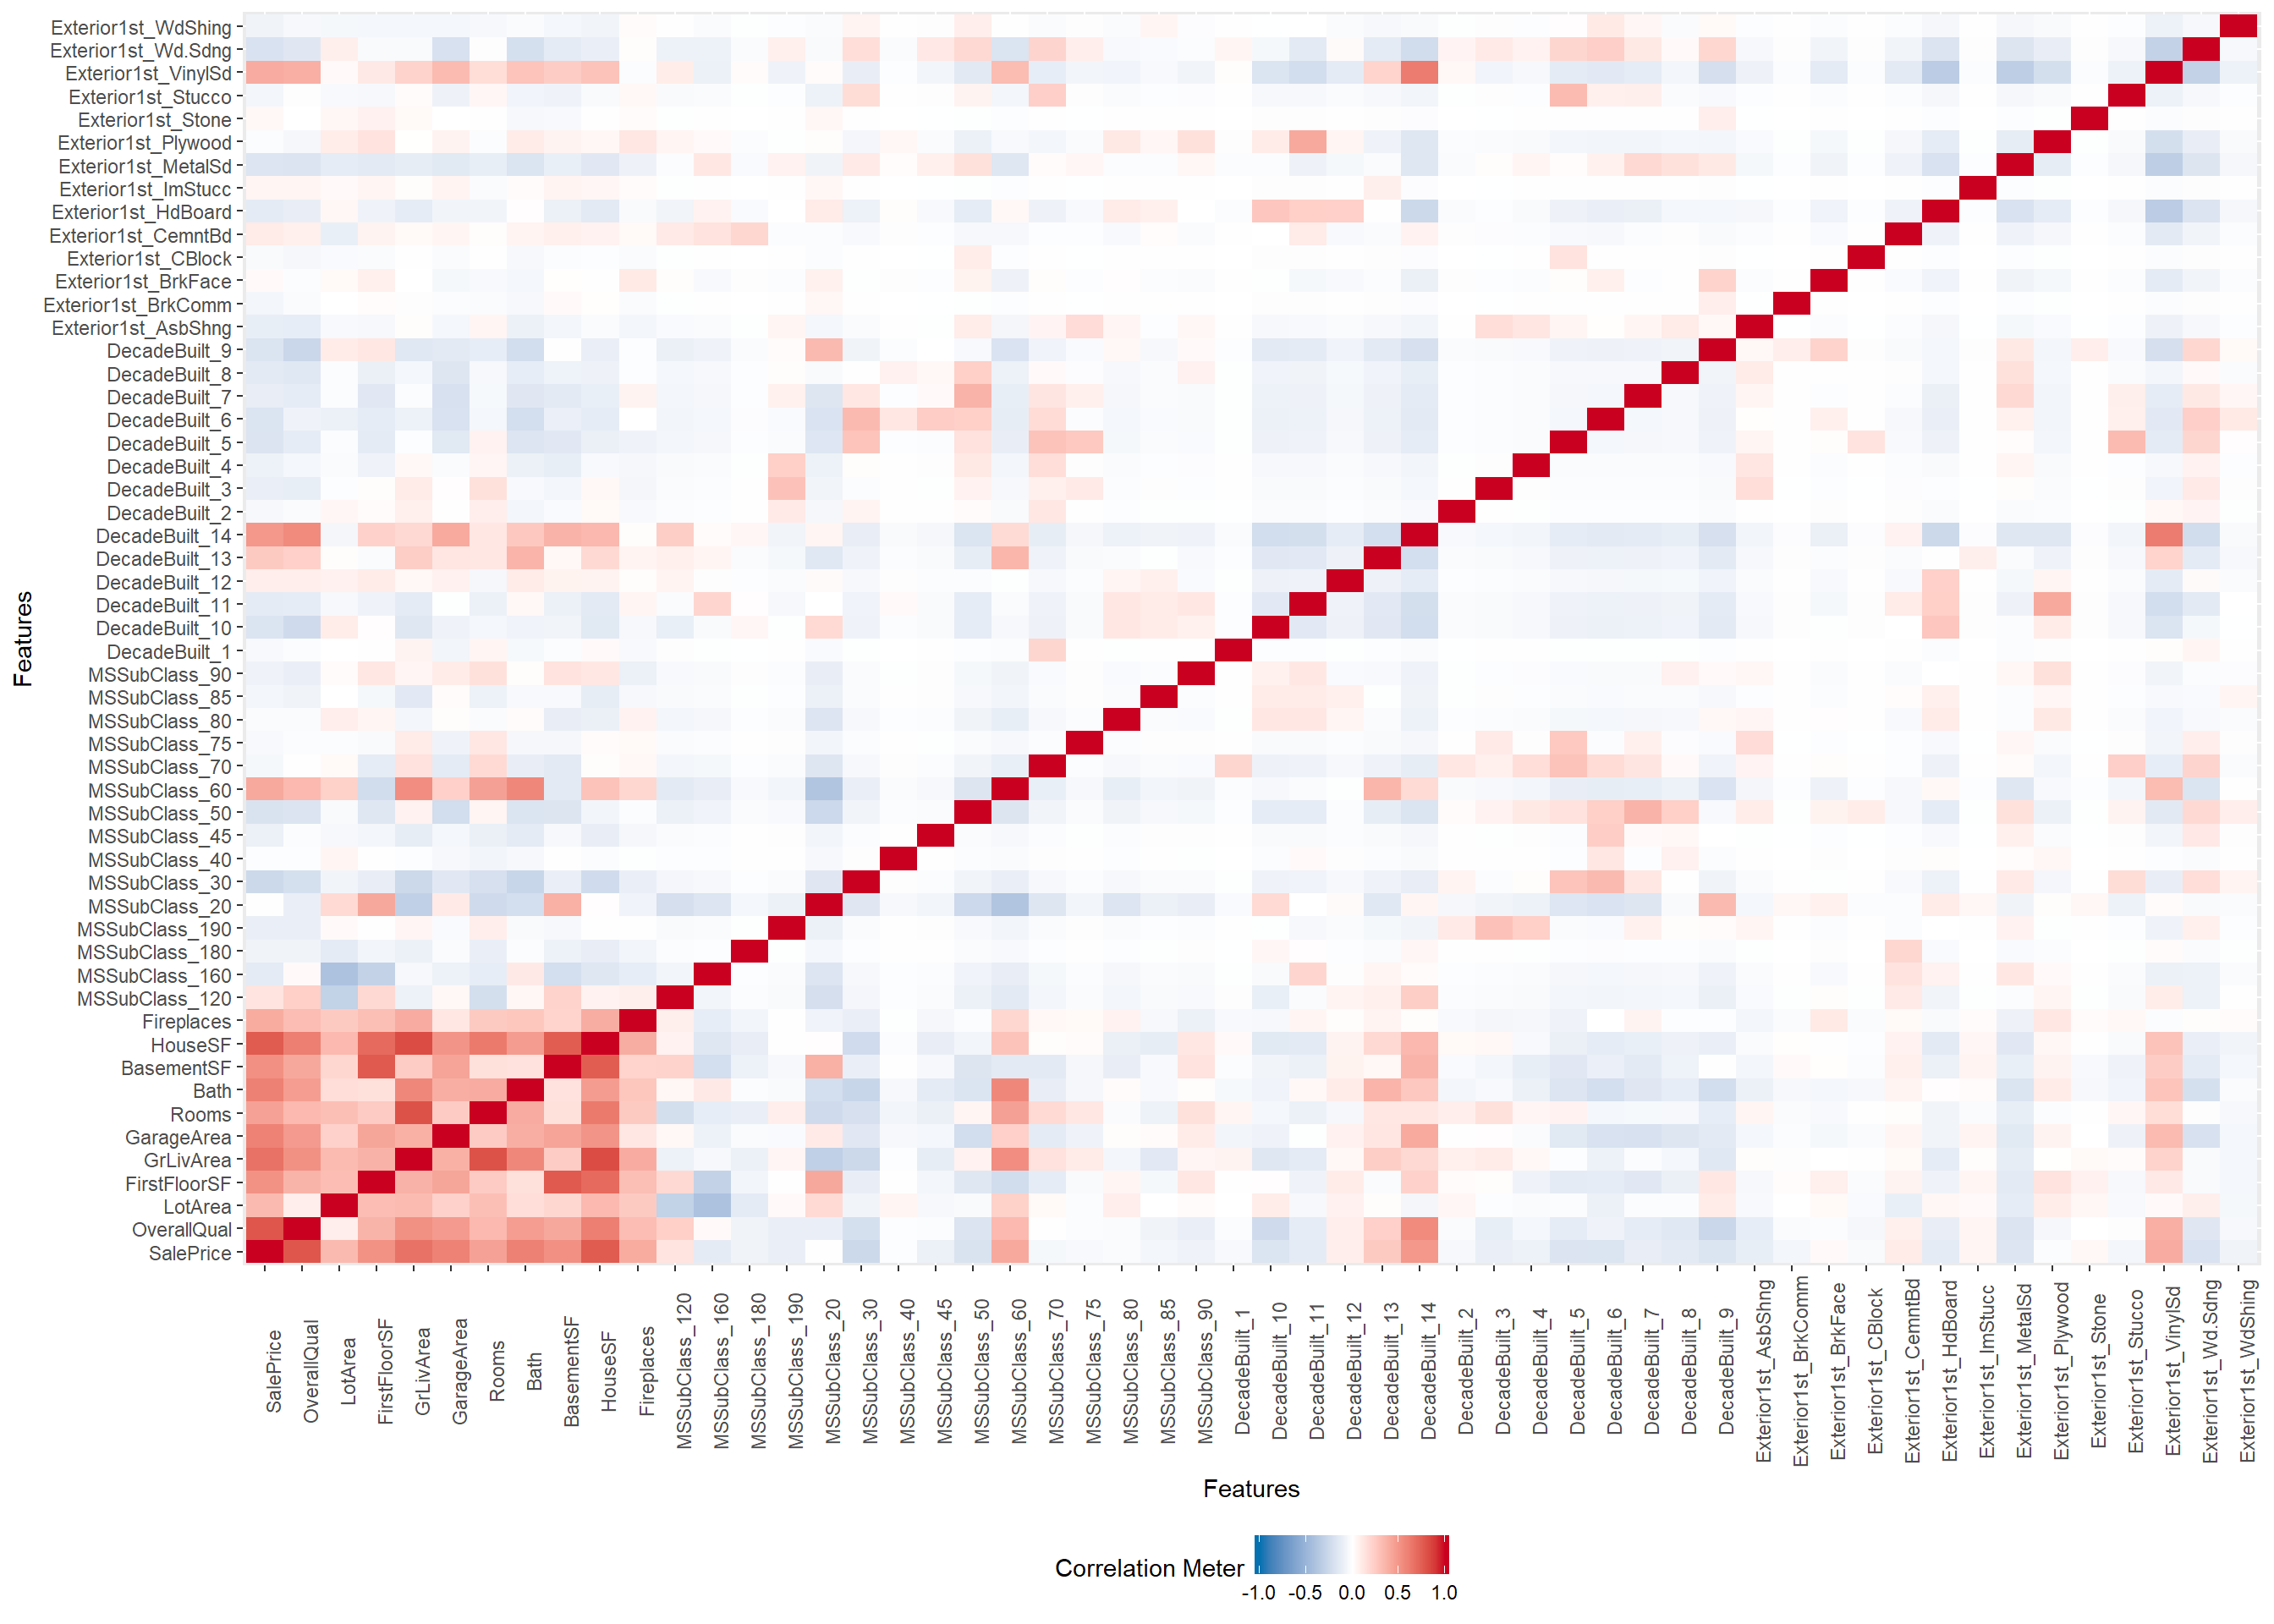 Exterior1st_WdShing
Exterior1st_Wd.Sdng
Exterior1st_VinylSd
Exterior1st_Stucco
Exterior1st_Stone
Exterior1st_Plywood
Exterior1st_MetalSd
Exterior1st_ImStucc
Exterior1st_HdBoard
Exterior1st_CemntBd
Exterior1st_CBlock
Exterior1st_BrkFace
Exterior1st_BrkComm
Exterior1st_AsbShng
DecadeBuilt_9
DecadeBuilt_8
DecadeBuilt_7
DecadeBuilt_6
DecadeBuilt_5
DecadeBuilt_4
DecadeBuilt_3
DecadeBuilt_2
DecadeBuilt_14
DecadeBuilt_13
DecadeBuilt_12
DecadeBuilt_11
DecadeBuilt_10
DecadeBuilt_1
MSSubClass_90
MSSubClass_85
MSSubClass_80
MSSubClass_75
MSSubClass_70
MSSubClass_60
MSSubClass_50
MSSubClass_45
MSSubClass_40
MSSubClass_30
MSSubClass_20
MSSubClass_190
MSSubClass_180
MSSubClass_160
MSSubClass_120
Fireplaces
HouseSF
BasementSF
Bath
Rooms
GarageArea
GrLivArea
FirstFloorSF
LotArea
OverallQual
SalePrice
Features
SalePrice
OverallQual
LotArea
FirstFloorSF
GrLivArea
GarageArea
Rooms
Bath
BasementSF
HouseSF
Fireplaces
MSSubClass_120
MSSubClass_160
MSSubClass_180
MSSubClass_190
MSSubClass_20
MSSubClass_30
MSSubClass_40
MSSubClass_45
MSSubClass_50
MSSubClass_60
MSSubClass_70
MSSubClass_75
MSSubClass_80
MSSubClass_85
MSSubClass_90
DecadeBuilt_1
DecadeBuilt_10
DecadeBuilt_11
DecadeBuilt_12
DecadeBuilt_13
DecadeBuilt_14
DecadeBuilt_2
DecadeBuilt_3
DecadeBuilt_4
DecadeBuilt_5
DecadeBuilt_6
DecadeBuilt_7
DecadeBuilt_8
DecadeBuilt_9
Exterior1st_AsbShng
Exterior1st_BrkComm
Exterior1st_BrkFace
Exterior1st_CBlock
Exterior1st_CemntBd
Exterior1st_HdBoard
Exterior1st_ImStucc
Exterior1st_MetalSd
Exterior1st_Plywood
Exterior1st_Stone
Exterior1st_Stucco
Exterior1st_VinylSd
Exterior1st_Wd.Sdng
Exterior1st_WdShing
Features
Correlation Meter
-1.0 -0.5 0.0 0.5 1.0